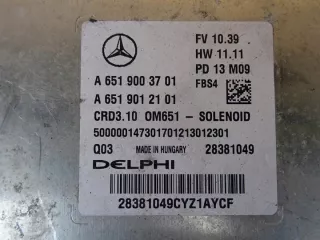 FV 10.39
HW 11.11
PD 13 M09
FBS4
A 651 900 37 01
A 651 901 21 01
CRD3.10 OM651 - SOLENOID
500000147301701213012301
Q03 MADE IN HUNGARY 28381049
DELPHI
28381049CYZ1AYCF